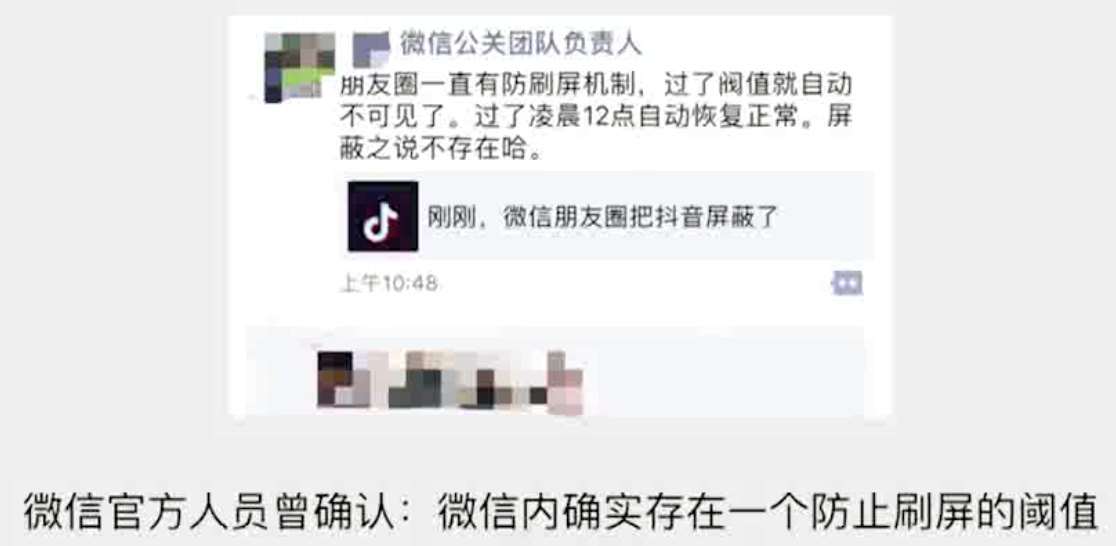 微信公关团队负责人
朋友圈一直有防刷屏机制，过了阀值就自动
不可见了。过了凌晨12点自动恢复正常。屏
蔽之说不存在哈。
刚刚，微信朋友圈把抖音屏蔽了
上午10:48
微信官方人员曾确认：微信内确实存在一个防止刷屏的阈值